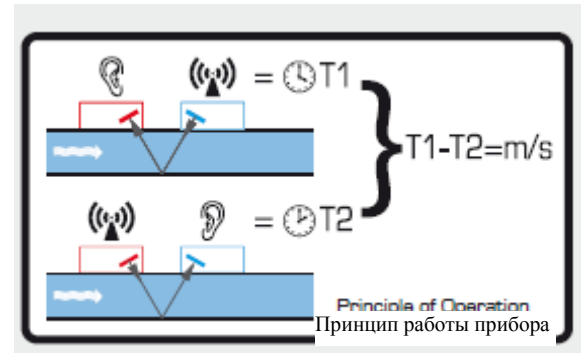 = T1
T1-T2=m/s
= T2
Principle of Operation
Принцип работы прибора